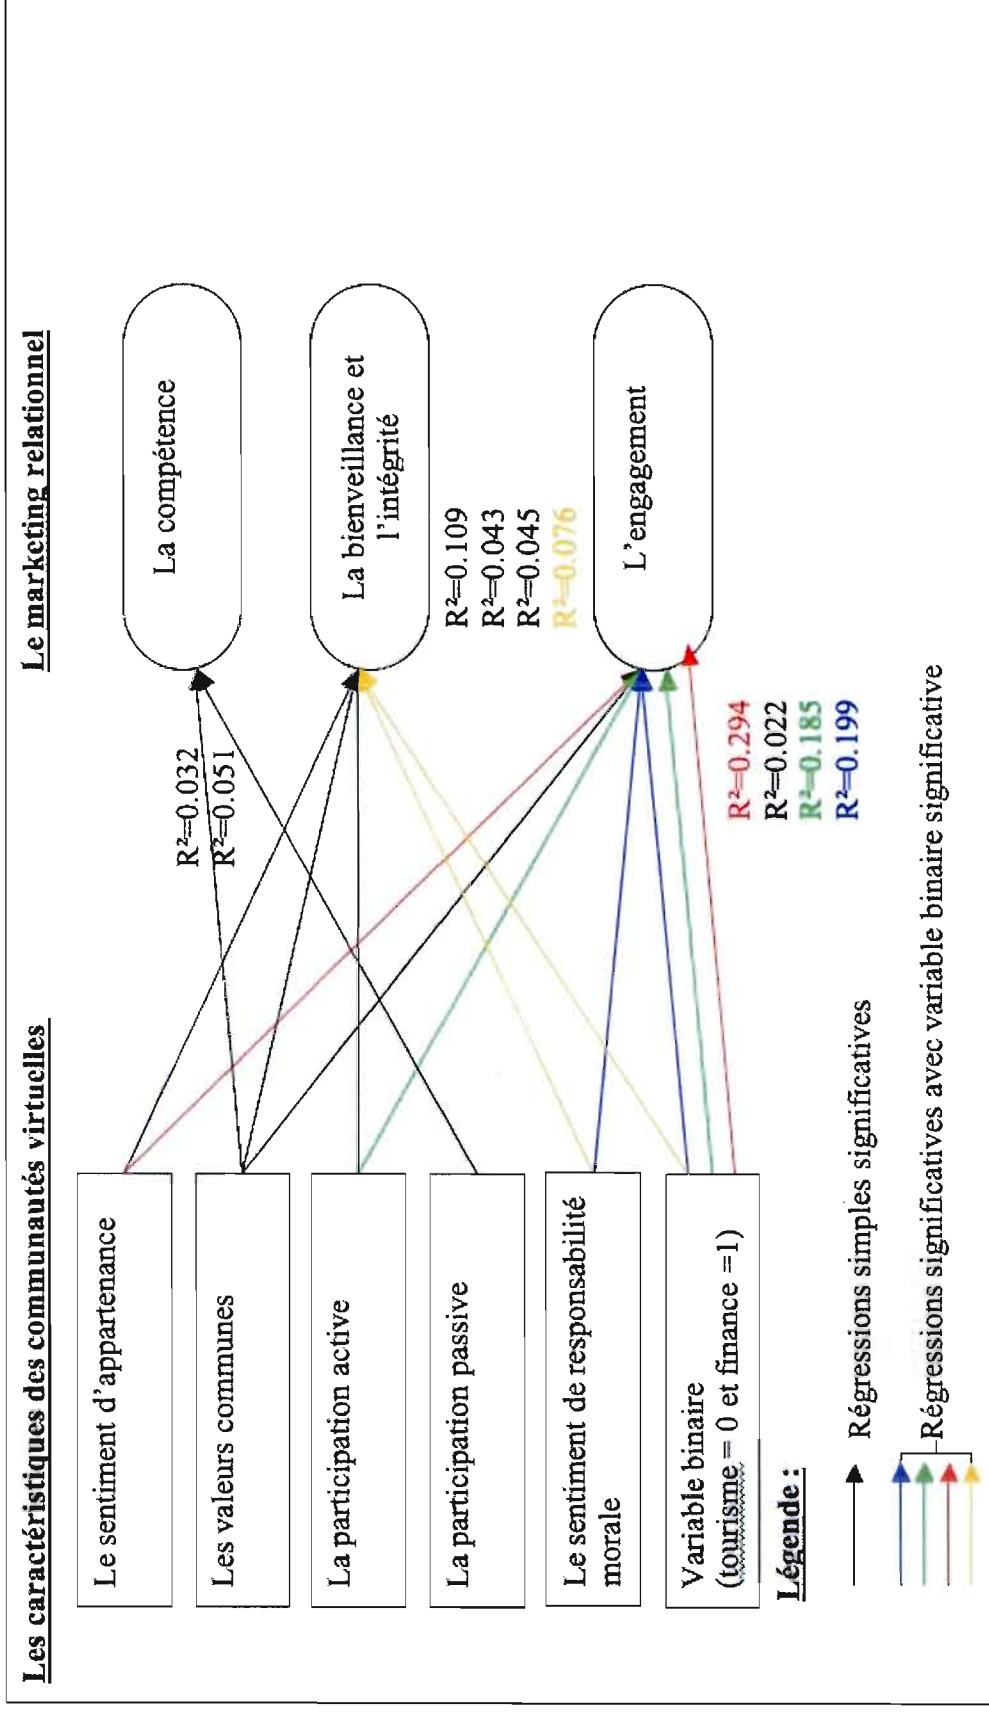 Les caractéristiques des communautés virtuelles
Le marketing relationnel
Le sentiment d'appartenance
Les valeurs communes
La participation active
La participation passive
Le sentiment de responsabilité
morale
Variable binaire
(tourisme = 0 et finance =1)
R²=0.032
R²=0.051
La compétence
La bienveillance et
l'intégrité
R²=0.109
R²=0.043
R²=0.045
R²=0.076
L'engagement
R²=0.294
R²=0.022
R²=0.185
R²=0.199
Légende :
Régressions simples significatives
Régressions significatives avec variable binaire significative